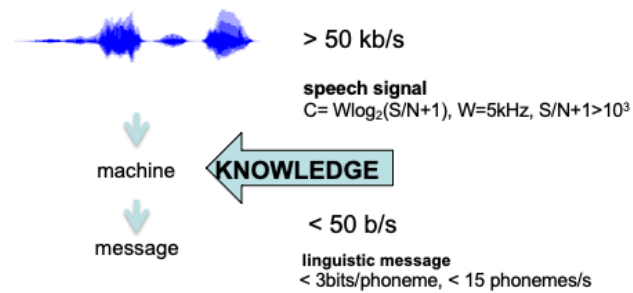 > 50 kb/s
speech signal
C= Wlog₂(S/N+1), W=5kHz, S/N+1>10³
machine
KNOWLEDGE
< 50 b/s
message
linguistic message
< 3bits/phoneme, < 15 phonemes/s